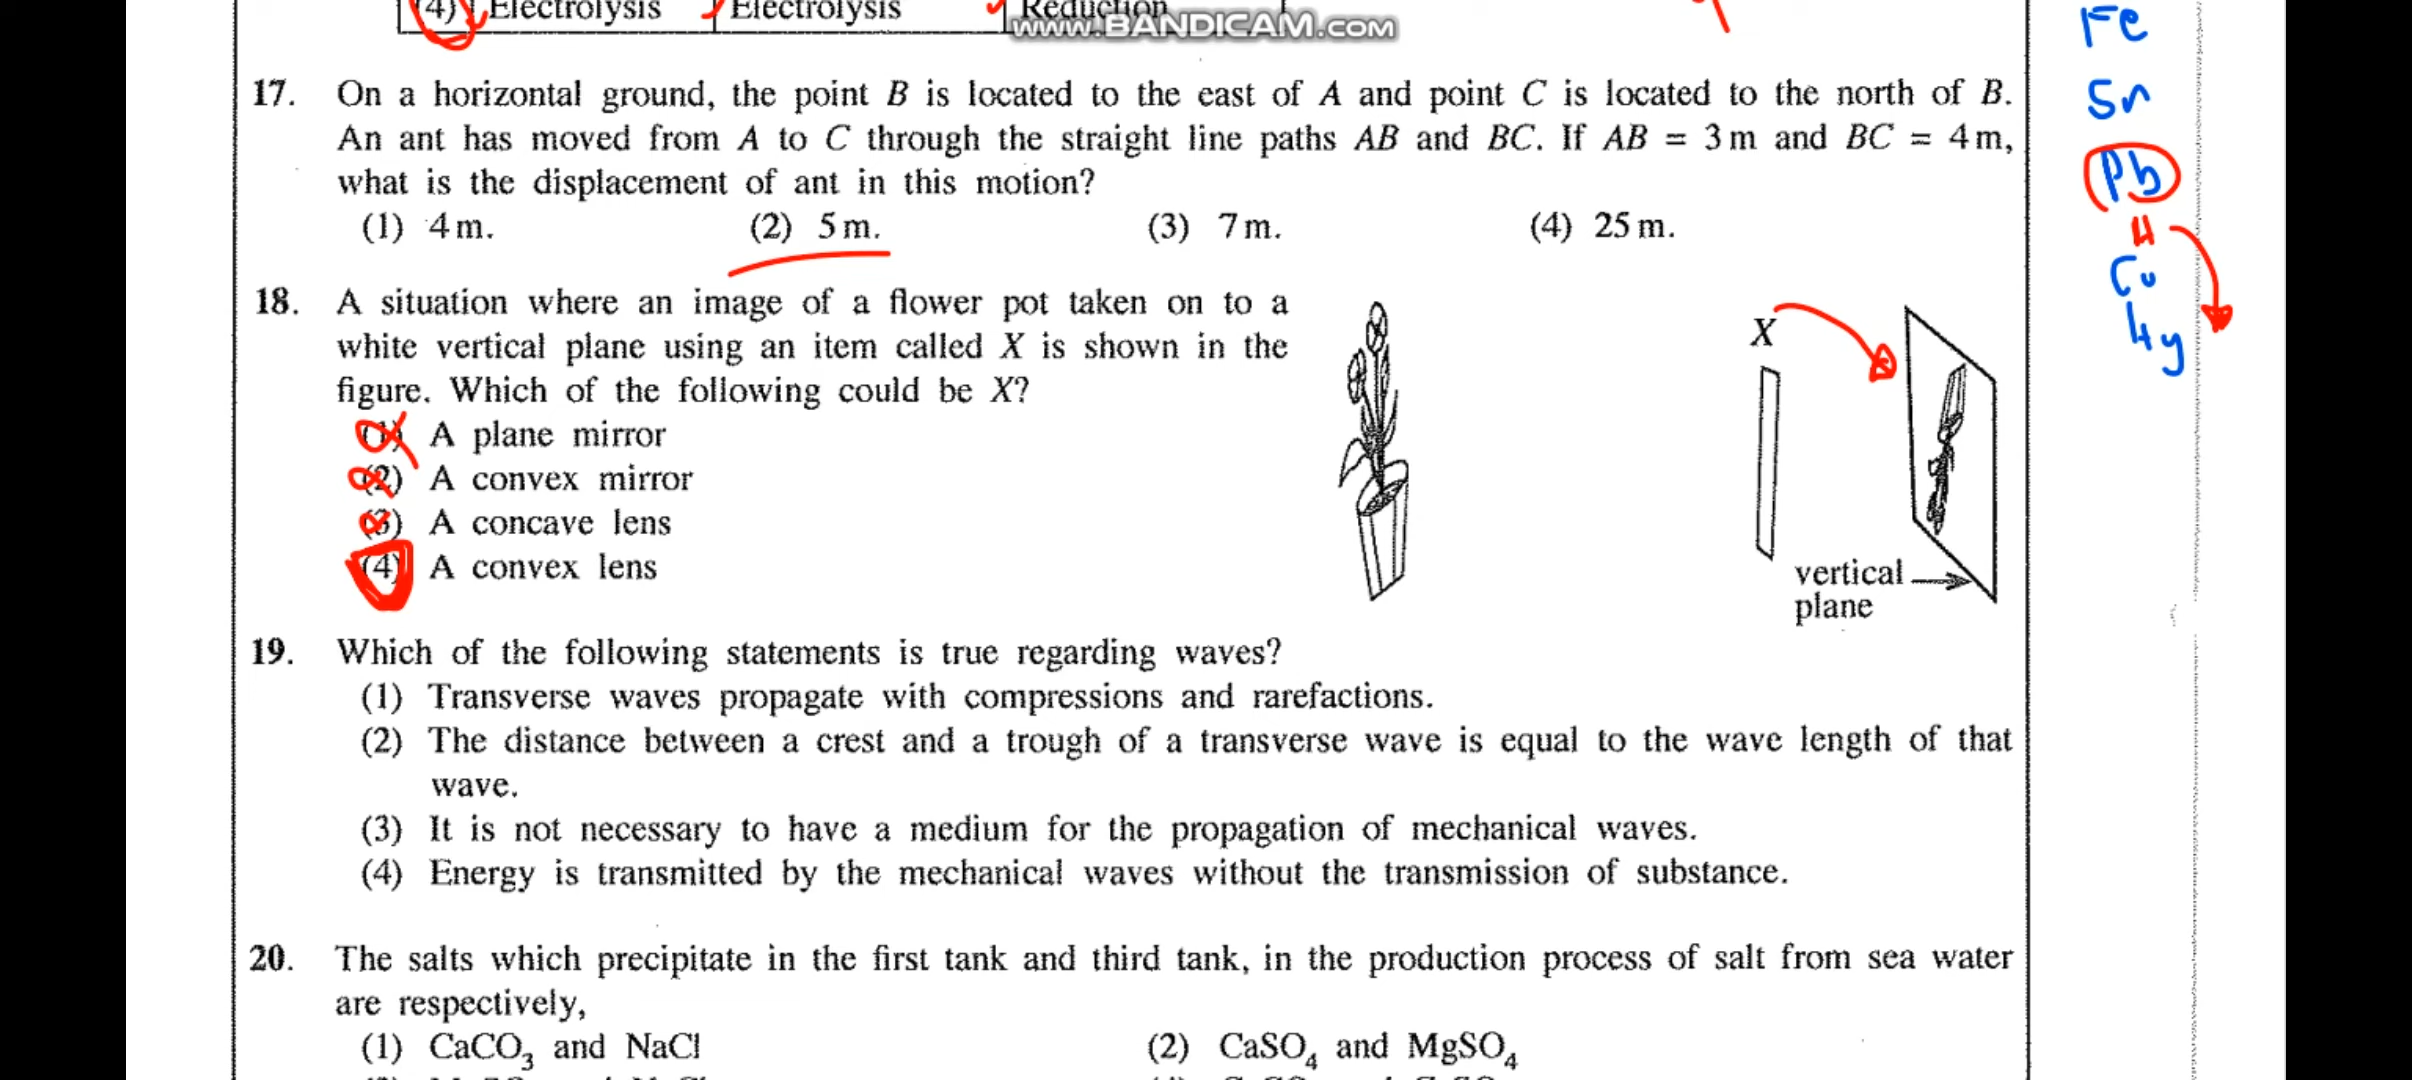 (4) Electrolysis Electrolysis Reduction
WWW.BANDICAM.COM
17. On a horizontal ground, the point B is located to the east of A and point C is located to the north of B.
An ant has moved from A to C through the straight line paths AB and BC. If AB = 3 m and BC = 4 m,
what is the displacement of ant in this motion?
(1) 4 m. (2) 5 m. (3) 7 m. (4) 25 m.
18. A situation where an image of a flower pot taken on to a
white vertical plane using an item called X is shown in the
figure. Which of the following could be X?
(1) A plane mirror
(2) A convex mirror
(3) A concave lens
(4) A convex lens
X
vertical
plane
19. Which of the following statements is true regarding waves?
(1) Transverse waves propagate with compressions and rarefactions.
(2) The distance between a crest and a trough of a transverse wave is equal to the wave length of that
wave.
(3) It is not necessary to have a medium for the propagation of mechanical waves.
(4) Energy is transmitted by the mechanical waves without the transmission of substance.
20. The salts which precipitate in the first tank and third tank, in the production process of salt from sea water
are respectively,
(1) CaCO₃ and NaCl (2) CaSO₄ and MgSO₄
Fe
Sn
Pb
H
Cu
Hg